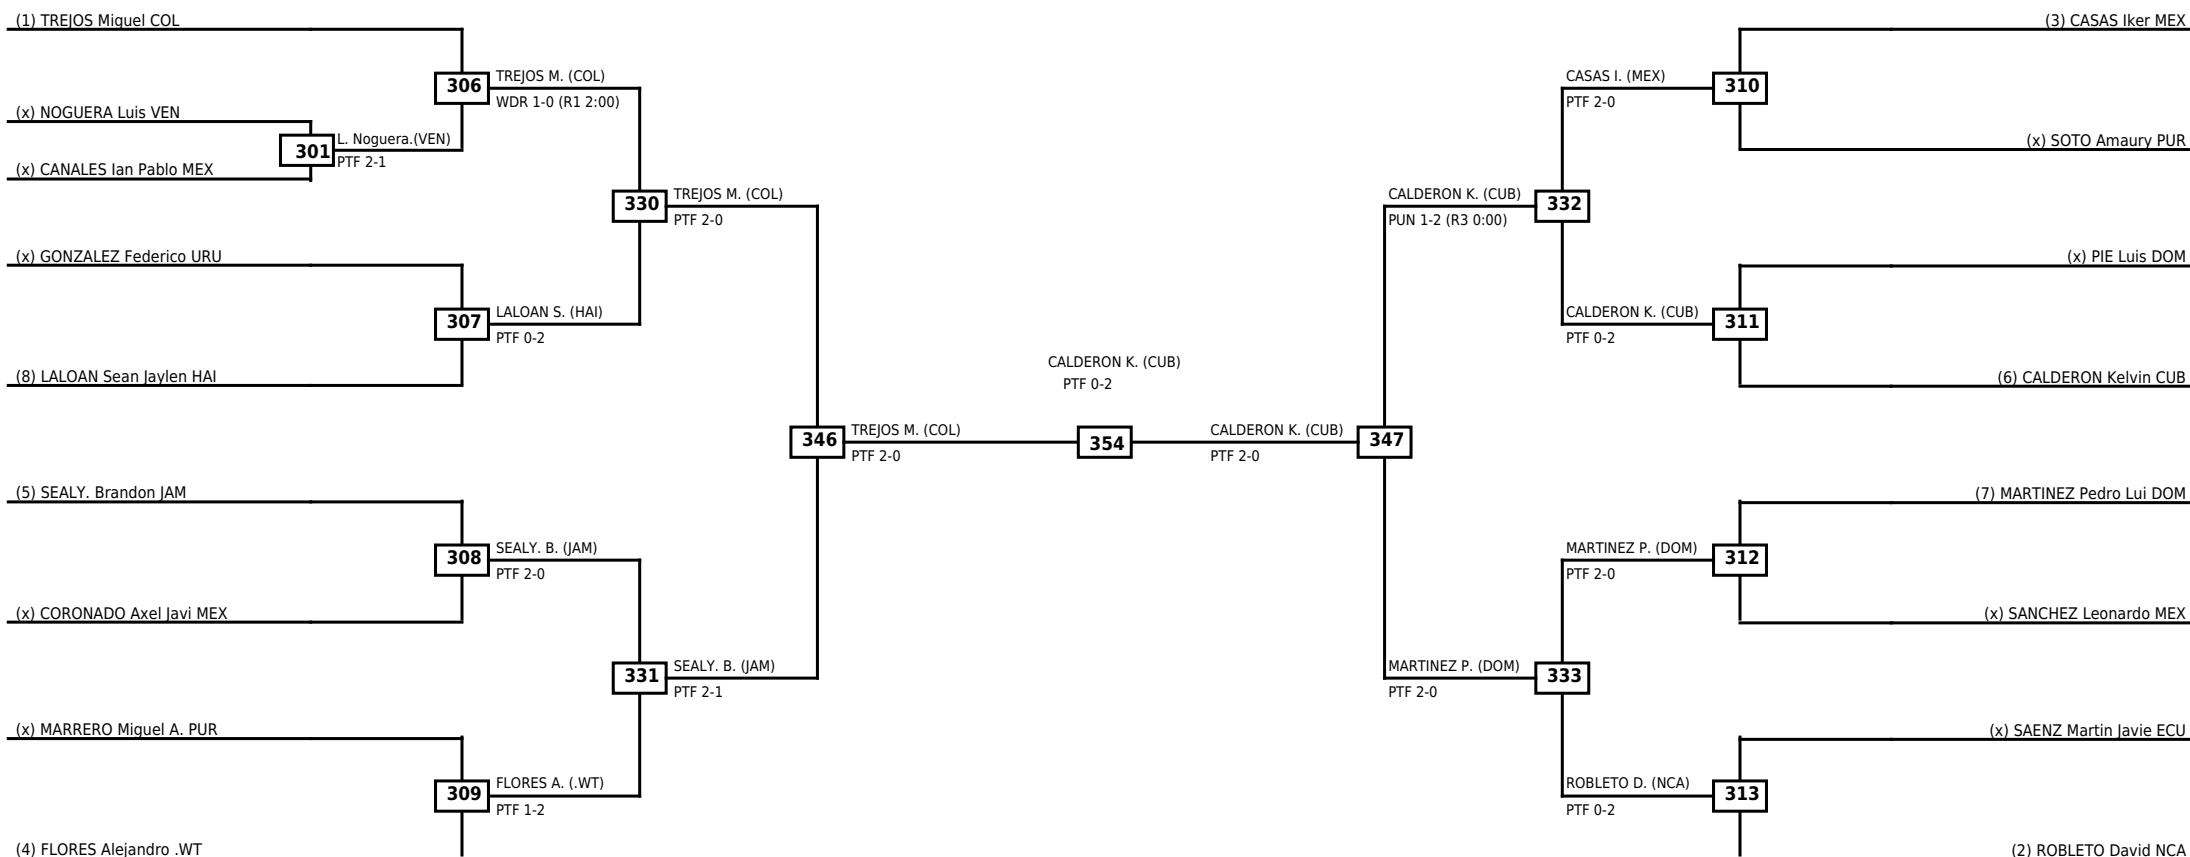 (1) TREJOS Miguel COL
(3) CASAS Iker MEX
306
TREJOS M. (COL)
WDR 1-0 (R1 2:00)
CASAS I. (MEX)
PTF 2-0
310
(x) NOGUERA Luis VEN
301
L. Noguera.(VEN)
PTF 2-1
(x) SOTO Amaury PUR
(x) CANALES Ian Pablo MEX
330
TREJOS M. (COL)
PTF 2-0
CALDERON K. (CUB)
PUN 1-2 (R3 0:00)
332
(x) GONZALEZ Federico URU
(x) PIE Luis DOM
307
LALOAN S. (HAI)
PTF 0-2
CALDERON K. (CUB)
PTF 0-2
311
(8) LALOAN Sean Jaylen HAI
(6) CALDERON Kelvin CUB
CALDERON K. (CUB)
PTF 0-2
346
TREJOS M. (COL)
PTF 2-0
354
CALDERON K. (CUB)
PTF 2-0
347
(5) SEALY. Brandon JAM
(7) MARTINEZ Pedro Lui DOM
308
SEALY. B. (JAM)
PTF 2-0
MARTINEZ P. (DOM)
PTF 2-0
312
(x) CORONADO Axel Javi MEX
(x) SANCHEZ Leonardo MEX
331
SEALY. B. (JAM)
PTF 2-1
MARTINEZ P. (DOM)
PTF 2-0
333
(x) MARRERO Miguel A. PUR
(x) SAENZ Martin Javie ECU
309
FLORES A. (.WT)
PTF 1-2
ROBLETO D. (NCA)
PTF 0-2
313
(4) FLORES Alejandro .WT
(2) ROBLETO David NCA